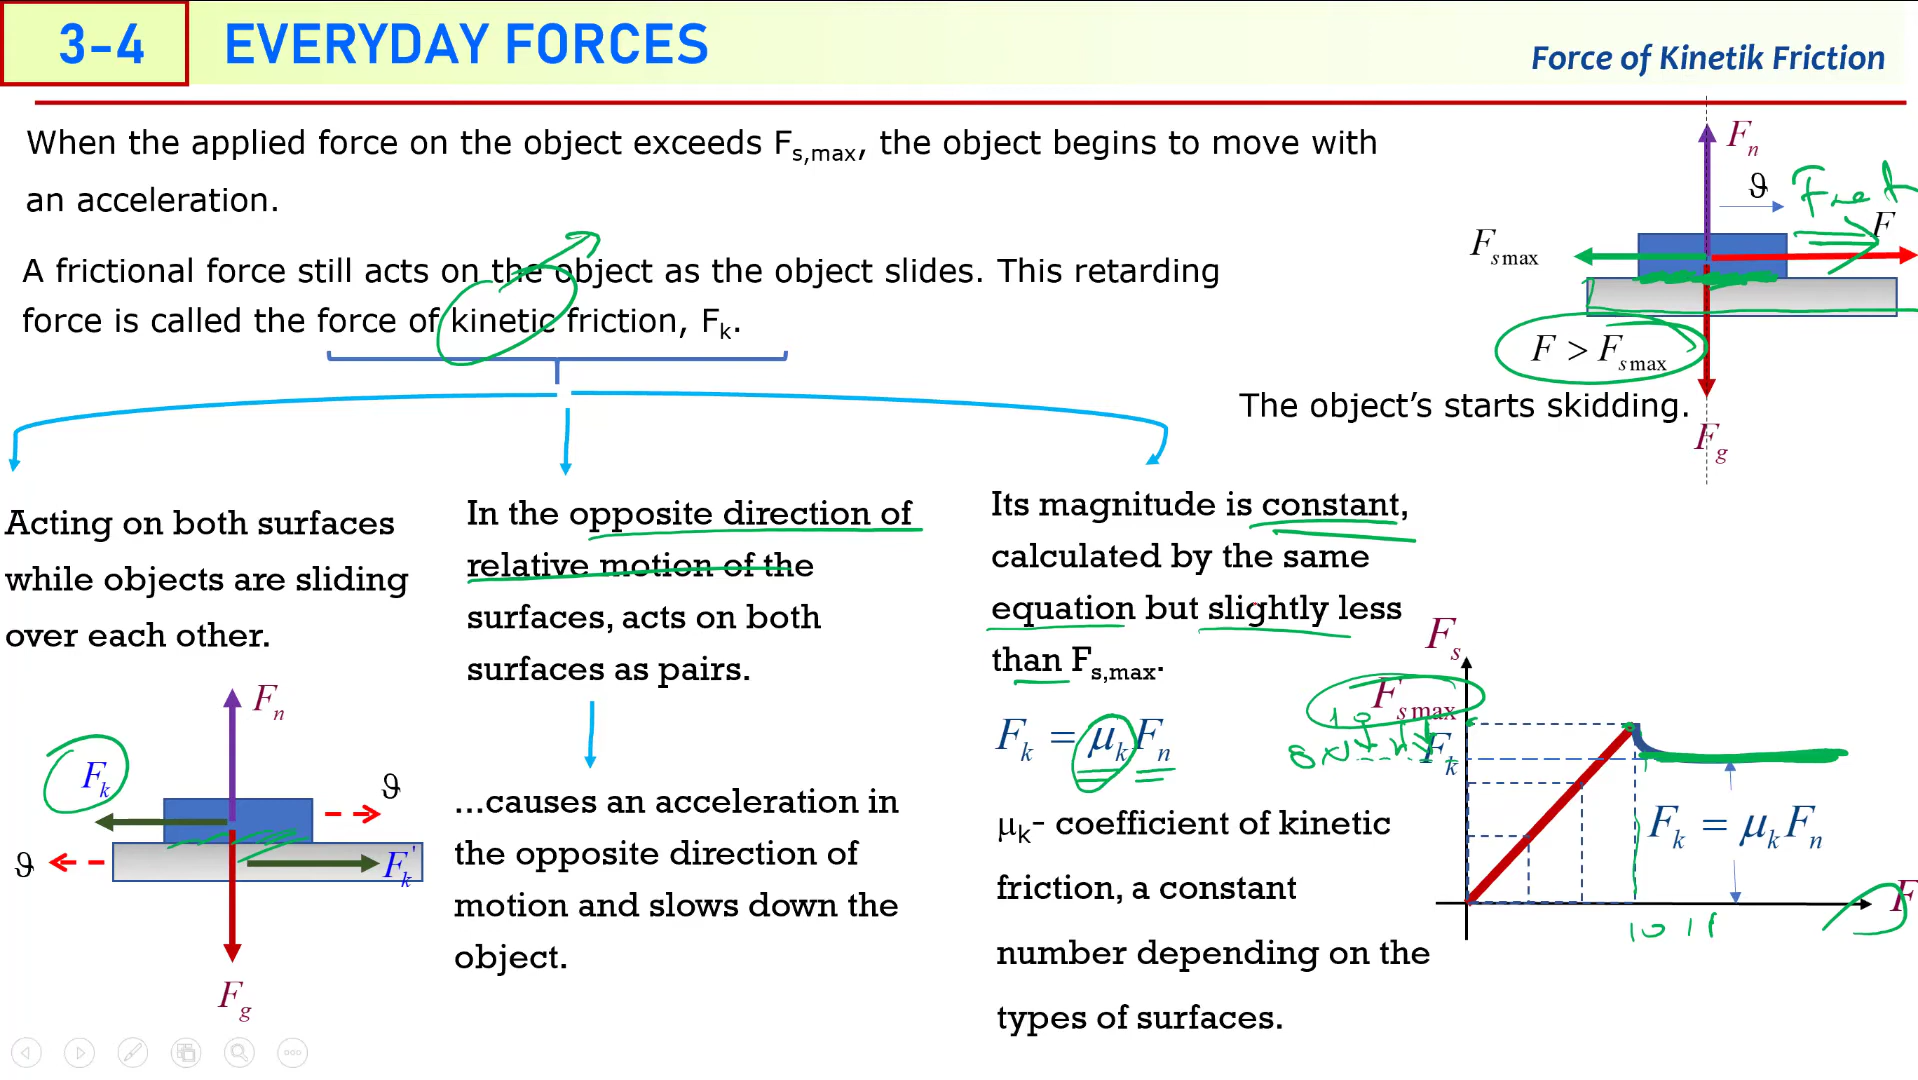 3-4 EVERYDAY FORCES
Force of Kinetik Friction
When the applied force on the object exceeds Fs,max, the object begins to move with
an acceleration.
A frictional force still acts on the object as the object slides. This retarding
force is called the force of kinetic friction, Fk.
Fn
ϑ
Fnet
F
Fsmax
F > Fsmax
The object’s starts skidding.
Fg
Acting on both surfaces
while objects are sliding
over each other.
Fn
Fk
ϑ
ϑ
Fk'
Fg
In the opposite direction of
relative motion of the
surfaces, acts on both
surfaces as pairs.
...causes an acceleration in
the opposite direction of
motion and slows down the
object.
Its magnitude is constant,
calculated by the same
equation but slightly less
than Fs,max.
Fk = μkFn
μk- coefficient of kinetic
friction, a constant
number depending on the
types of surfaces.
Fs
Fsmax
10
8N
Fk
Fk = μkFn
F
10 11